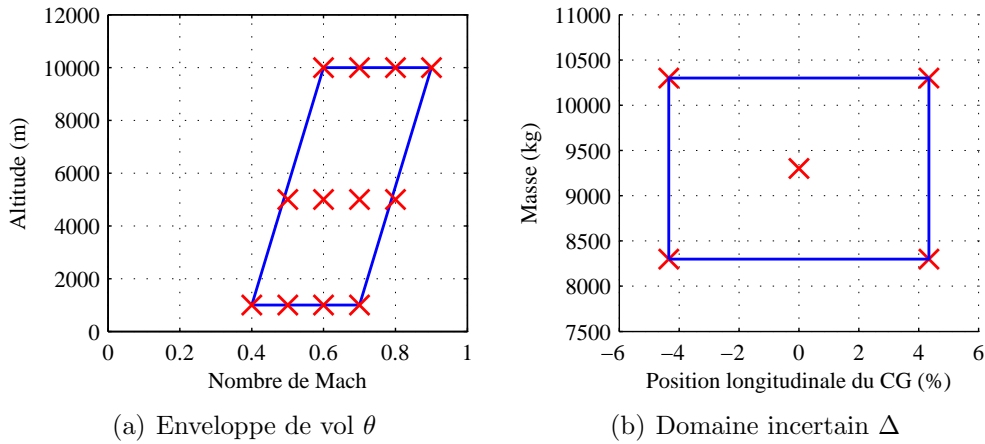 12000
10000
8000
6000
4000
2000
0
Altitude (m)
0 0.2 0.4 0.6 0.8 1
Nombre de Mach
(a) Enveloppe de vol θ
11000
10500
10000
9500
9000
8500
8000
7500
Masse (kg)
−6 −4 −2 0 2 4 6
Position longitudinale du CG (%)
(b) Domaine incertain Δ